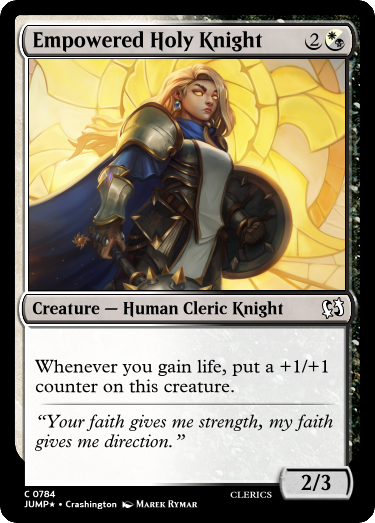 Empowered Holy Knight 2
Creature — Human Cleric Knight
Whenever you gain life, put a +1/+1
counter on this creature.
“Your faith gives me strength, my faith
gives me direction.”
2/3
C 0784
JUMP★ • Crashington Marek Rymar
CLERICS